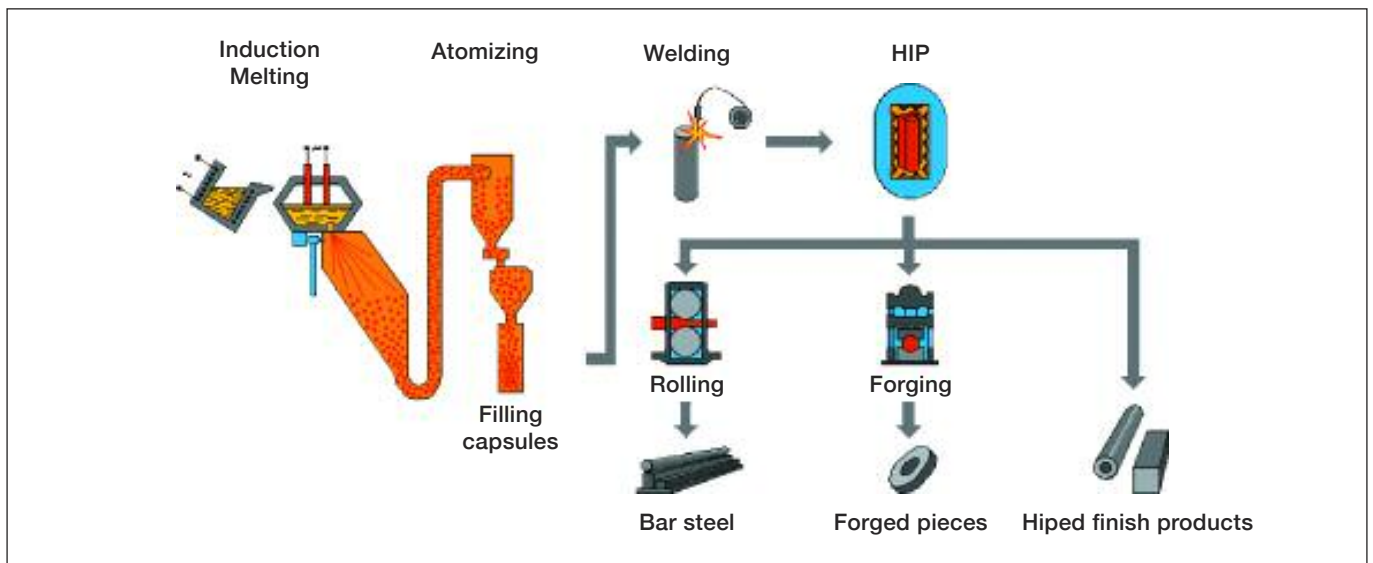 Induction
Melting
Atomizing
Welding
HIP
Filling
capsules
Rolling
Forging
Bar steel
Forged pieces
Hiped finish products